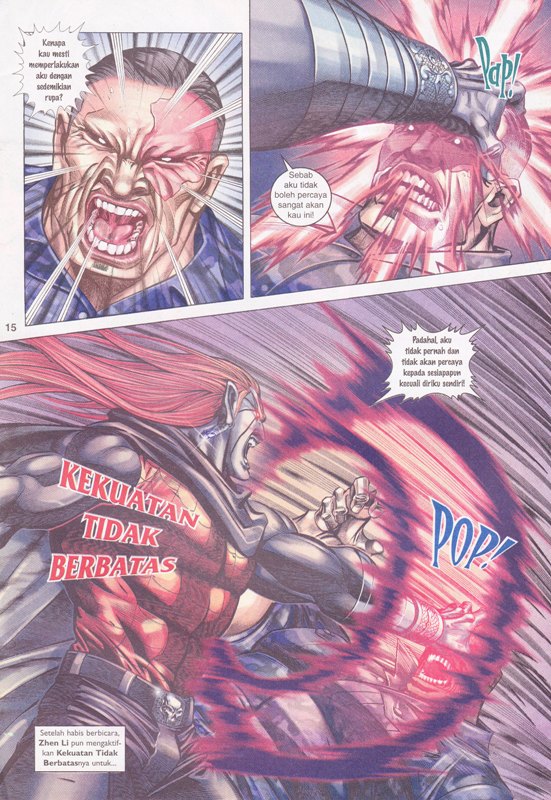 Kenapa
kau mesti
memperlakukan
aku dengan
sedemikian
rupa?
Pap!
Sebab
aku tidak
boleh percaya
sangat akan
kau ini!
15
Padahal, aku
tidak pernah dan
tidak akan percaya
kepada sesiapapun
kecuali diriku sendiri!
KEKUATAN
TIDAK
BERBATAS
POP!
Setelah habis berbicara,
Zhen Li pun mengaktif-
kan Kekuatan Tidak
Berbatasnya untuk...